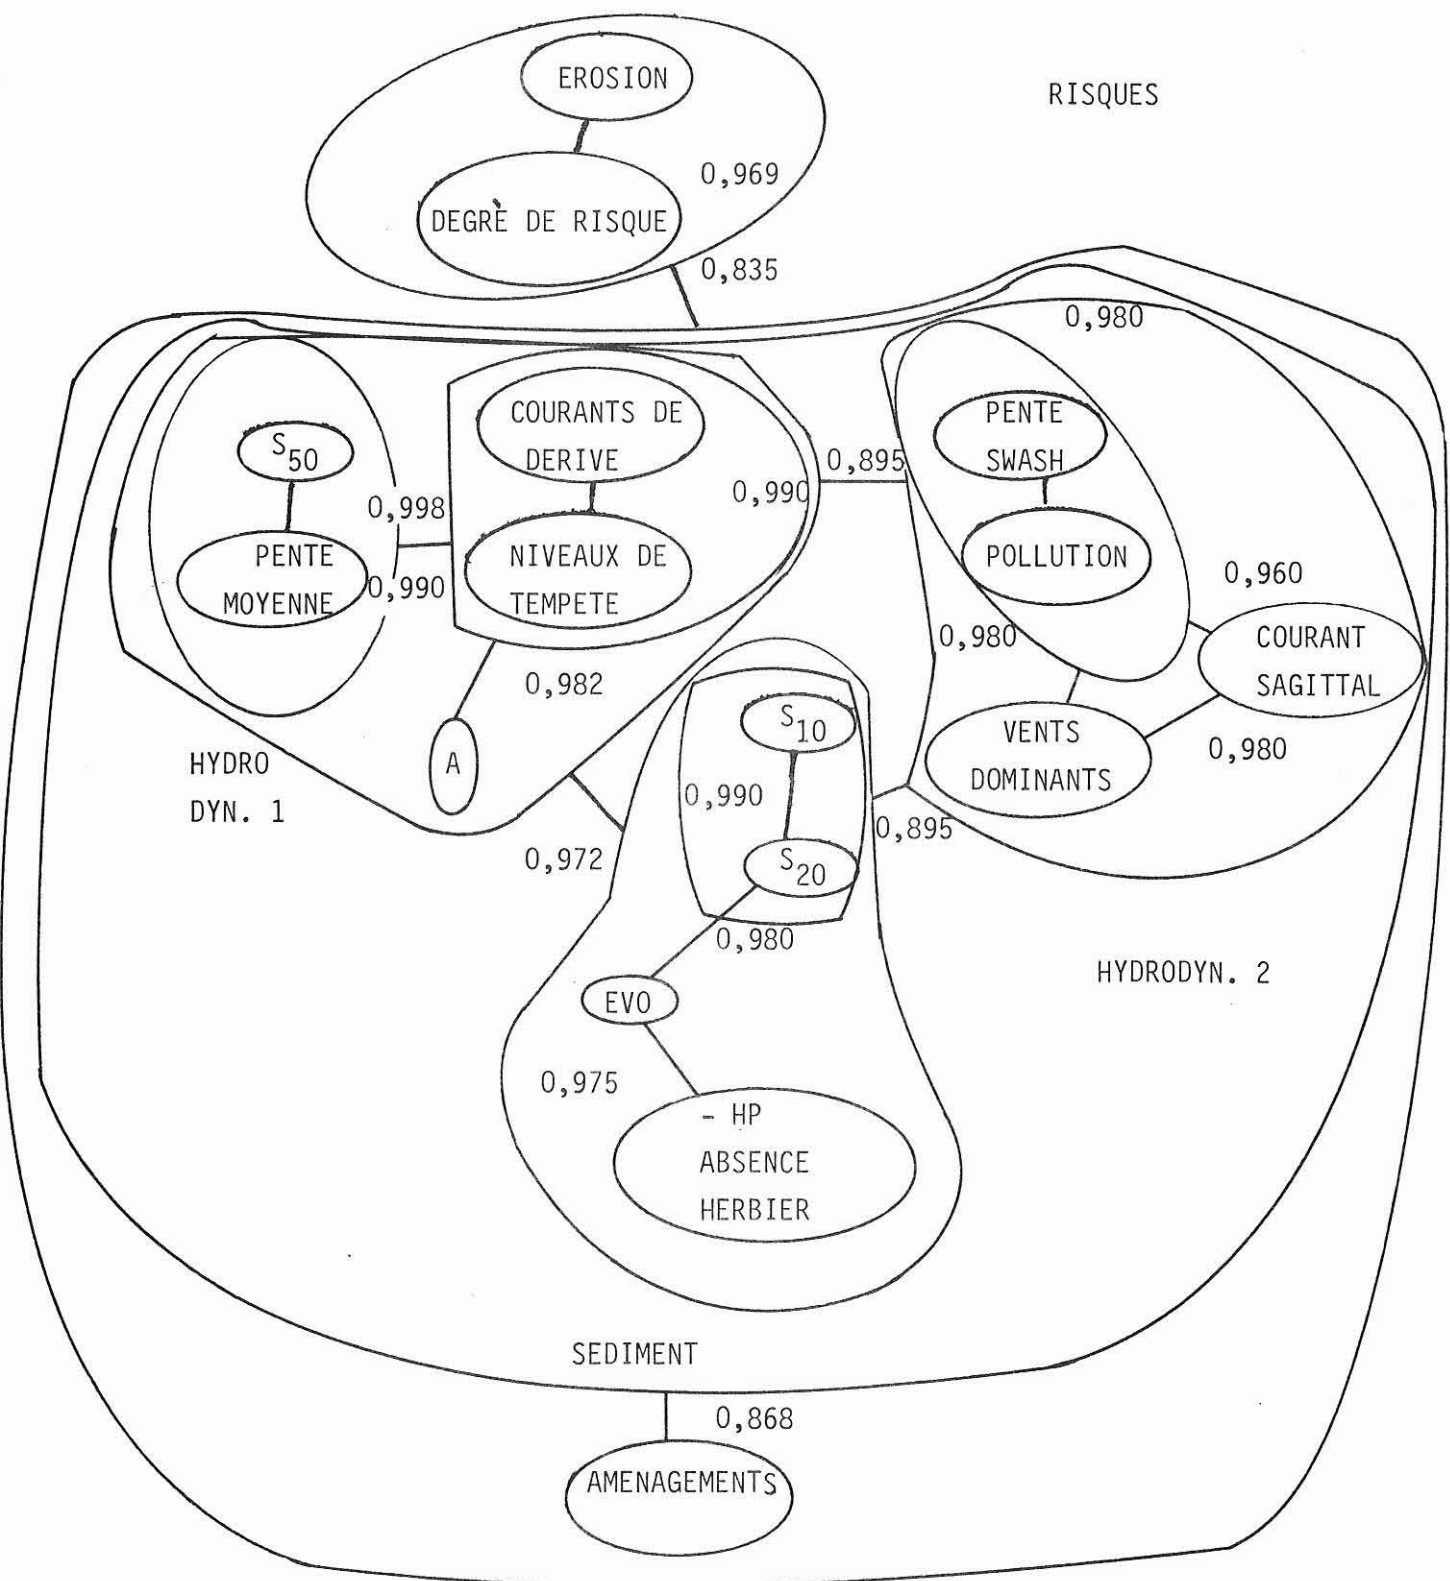 EROSION
RISQUES
0,969
DEGRÈ DE RISQUE
0,835
0,980
COURANTS DE
DERIVE
PENTE
SWASH
S50
0,998
0,990
0,895
NIVEAUX DE
TEMPETE
POLLUTION
PENTE
MOYENNE
0,990
0,960
0,980
COURANT
SAGITTAL
0,982
S10
VENTS
DOMINANTS
0,980
HYDRO
DYN. 1
A
0,990
0,895
0,972
S20
0,980
HYDRODYN. 2
EVO
0,975
- HP
ABSENCE
HERBIER
SEDIMENT
0,868
AMENAGEMENTS